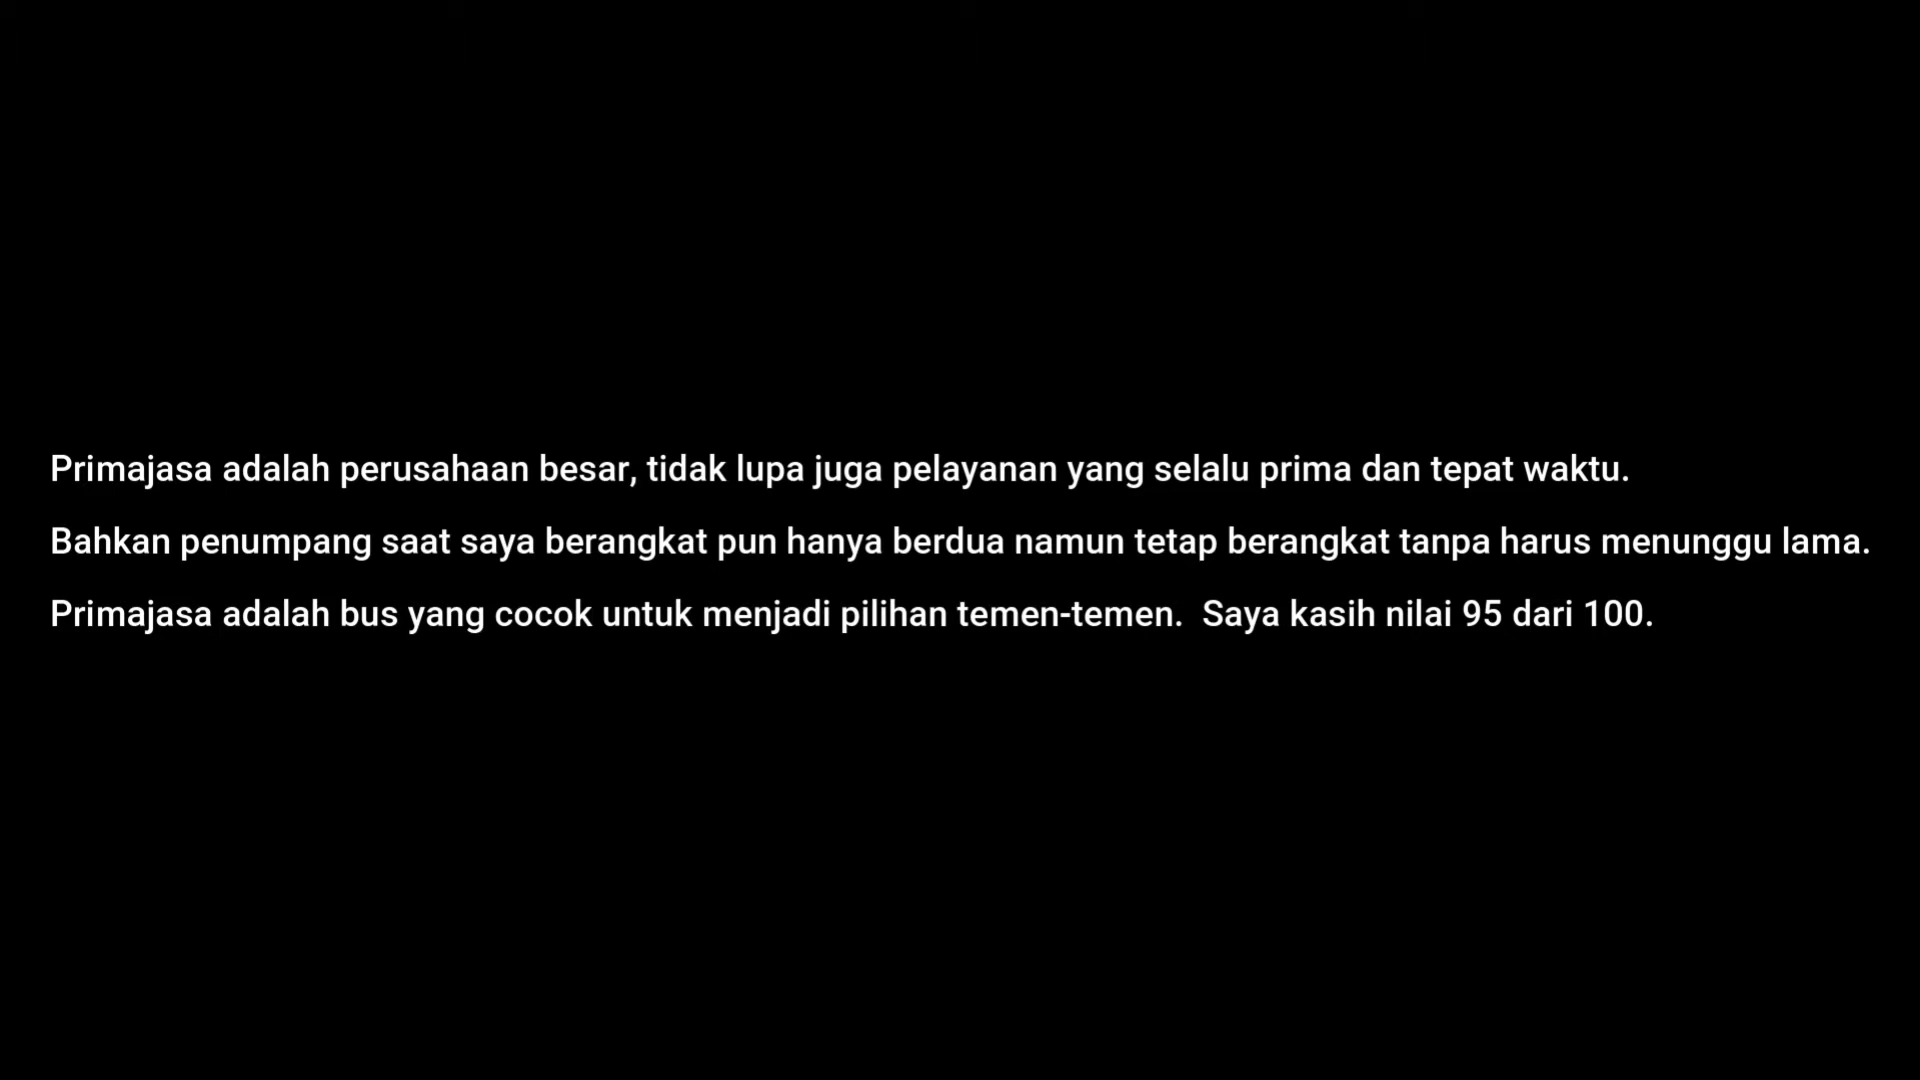 Primajasa adalah perusahaan besar, tidak lupa juga pelayanan yang selalu prima dan tepat waktu.
Bahkan penumpang saat saya berangkat pun hanya berdua namun tetap berangkat tanpa harus menunggu lama.
Primajasa adalah bus yang cocok untuk menjadi pilihan temen-temen.  Saya kasih nilai 95 dari 100.